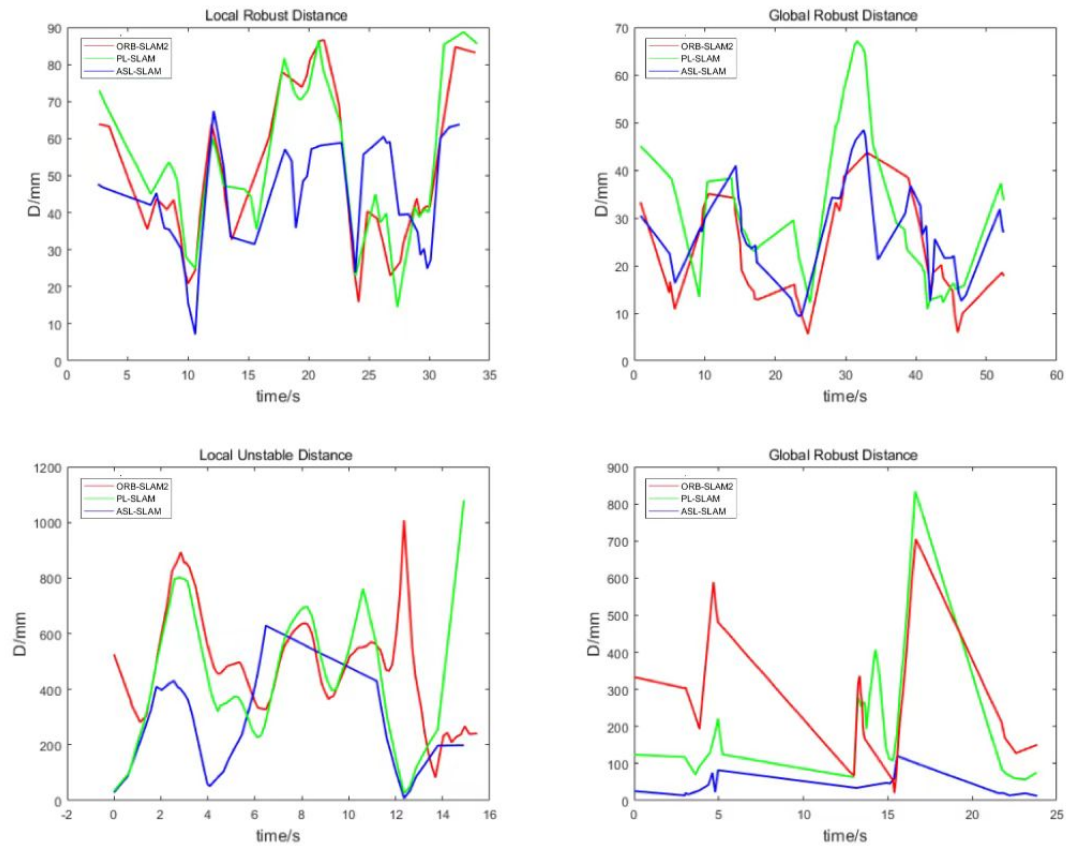 Local Robust Distance
90
80
70
60
50
40
30
20
10
0
D/mm
ORB-SLAM2
PL-SLAM
ASL-SLAM
0 5 10 15 20 25 30 35
time/s
Global Robust Distance
70
60
50
40
30
20
10
0
D/mm
ORB-SLAM2
PL-SLAM
ASL-SLAM
0 10 20 30 40 50 60
time/s
Local Unstable Distance
1200
1000
800
600
400
200
0
D/mm
ORB-SLAM2
PL-SLAM
ASL-SLAM
-2 0 2 4 6 8 10 12 14 16
time/s
Global Robust Distance
900
800
700
600
500
400
300
200
100
0
D/mm
ORB-SLAM2
PL-SLAM
ASL-SLAM
0 5 10 15 20 25
time/s